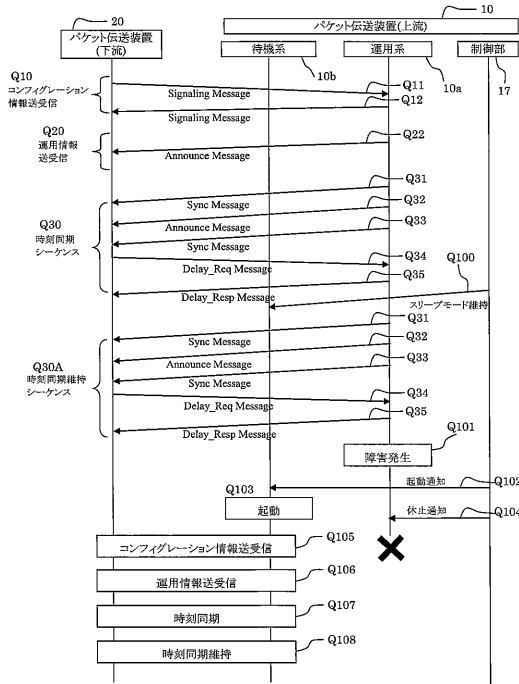 20
10
パケット伝送装置
(下流)
パケット伝送装置(上流)
待機系
運用系
制御部
10b
10a
17
Q10
コンフィグレーション
情報送受信
Signaling Message
Q11
Q12
Signaling Message
Q20
運用情報
送受信
Q22
Announce Message
Q31
Sync Message
Q32
Announce Message
Q33
Sync Message
Q30
時刻同期
シーケンス
Q34
Delay_Req Message
Q35
Q100
Delay_Resp Message
スリープモード維持
Q31
Sync Message
Q32
Announce Message
Q33
Sync Message
Q30A
時刻同期維持
シーケンス
Q34
Delay_Req Message
Q35
Delay_Resp Message
Q101
障害発生
起動通知
Q102
Q103
起動
休止通知
Q104
コンフィグレーション情報送受信
Q105
運用情報送受信
Q106
時刻同期
Q107
時刻同期維持
Q108